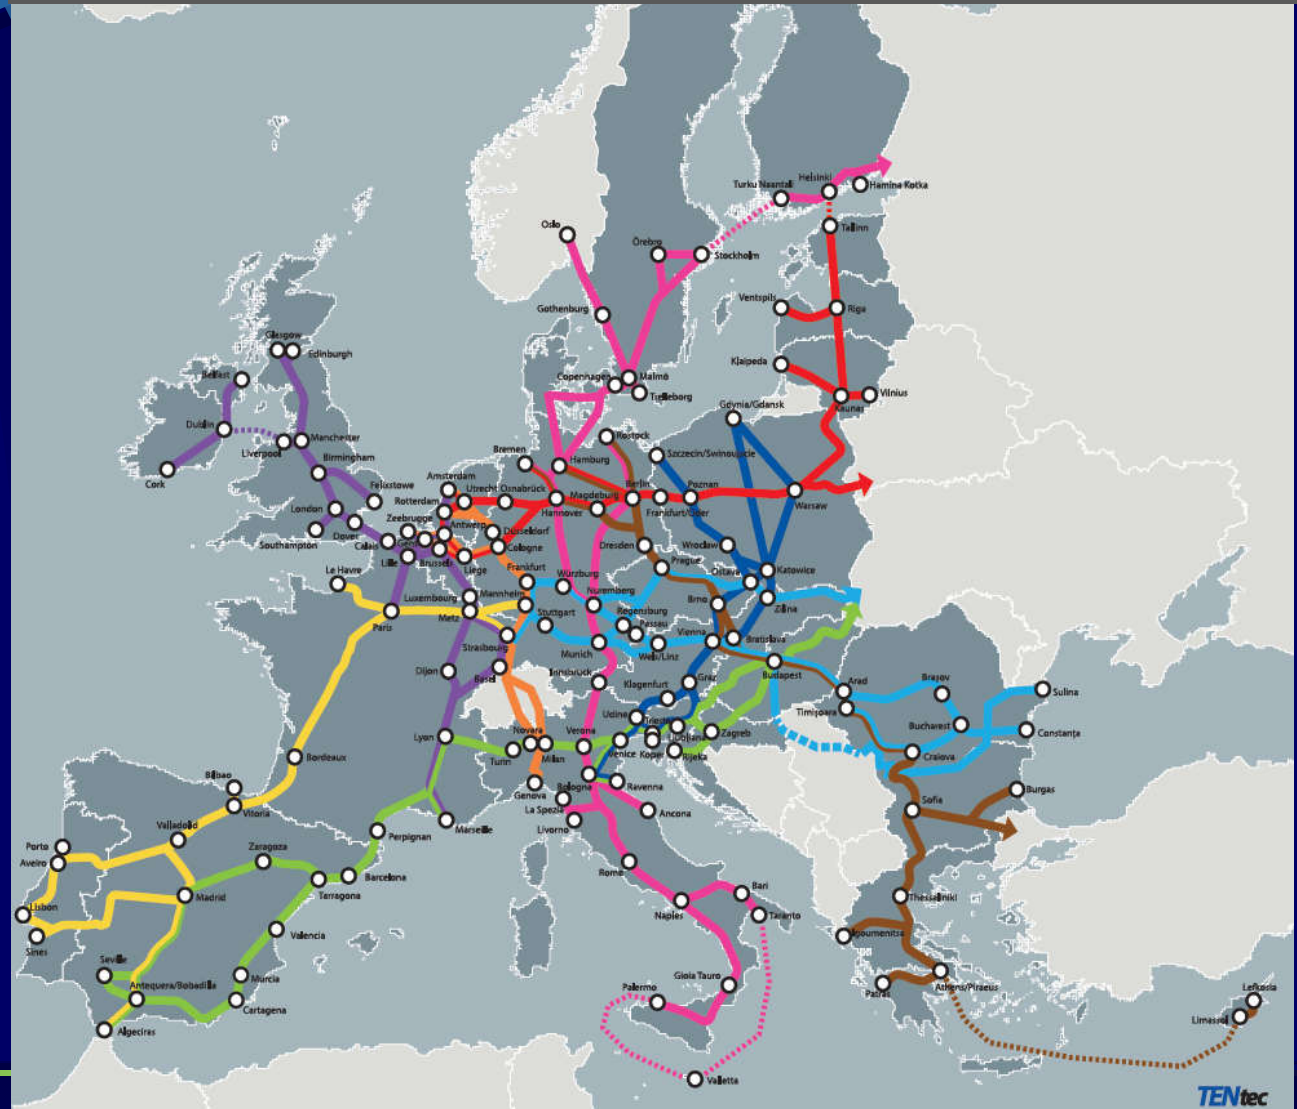 Turku Naantali
Helsinki
Hamina Kotka
Oslo
Örebro
Stockholm
Tallinn
Gothenburg
Ventspils
Riga
Glasgow
Edinburgh
Klaipeda
Vilnius
Kaunas
Belfast
Copenhagen
Malmö
Trelleborg
Gdynia/Gdansk
Dublin
Liverpool
Manchester
Rostock
Cork
Birmingham
Bremen
Hamburg
Szczecin/Swinoujscie
Felixstowe
Amsterdam
Utrecht
Osnabrück
Magdeburg
Berlin
Poznan
London
Rotterdam
Hannover
Frankfurt/Oder
Warsaw
Zeebrugge
Antwerp
Düsseldorf
Southampton
Dover
Calais
Gent
Cologne
Dresden
Wroclaw
Lille
Brussels
Liège
Le Havre
Frankfurt
Würzburg
Prague
Ostava
Katowice
Luxembourg
Mannheim
Nuremberg
Brno
Zilina
Paris
Metz
Stuttgart
Regensburg
Passau
Strasbourg
Munich
Wels/Linz
Vienna
Bratislava
Dijon
Basel
Innsbruck
Klagenfurt
Graz
Budapest
Arad
Braşov
Sulina
Udine
Trieste
Timişoara
Lyon
Novara
Verona
Ljubljana
Zagreb
Bucharest
Constanţa
Turin
Milan
Venice
Koper
Rijeka
Craiova
Bordeaux
Bilbao
Genova
Bologna
Ravenna
Burgas
Vitoria
La Spezia
Ancona
Sofia
Valladolid
Marseille
Livorno
Porto
Zaragoza
Perpignan
Aveiro
Rome
Barcelona
Madrid
Tarragona
Bari
Thessaloniki
Lisbon
Naples
Taranto
Sines
Valencia
Igoumenitsa
Seville
Murcia
Gioia Tauro
Antequera/Bobadilla
Palermo
Patras
Athens/Piraeus
Lefkosia
Cartagena
Limassol
Algeciras
Valletta
TENtec